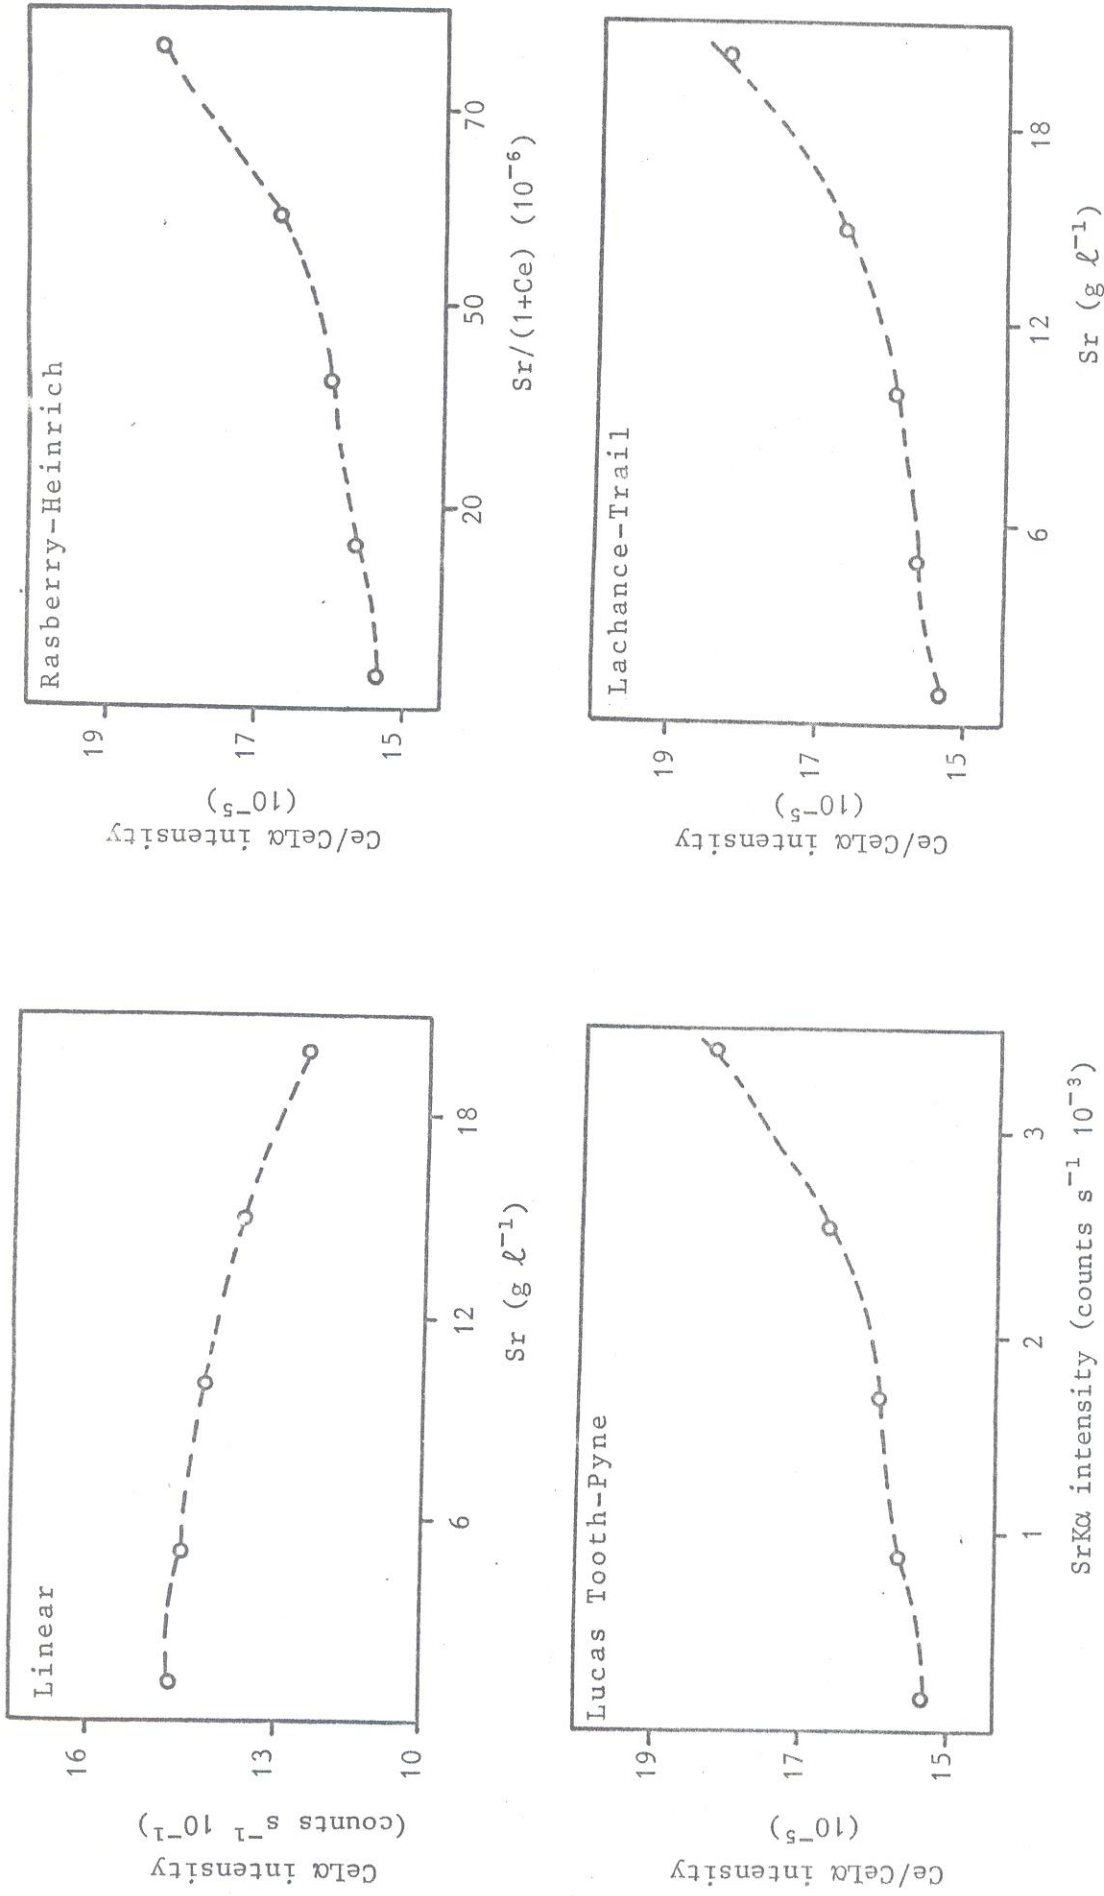 Linear
16
13
10
CeLα intensity
(counts s⁻¹ 10⁻¹)
6
12
18
Sr (g ℓ⁻¹)
Rasberry-Heinrich
19
17
15
Ce/CeLα intensity
(10⁻⁵)
20
50
70
Sr/(1+Ce) (10⁻⁶)
Lucas Tooth-Pyne
19
17
15
Ce/CeLα intensity
(10⁻⁵)
1
2
3
SrKα intensity (counts s⁻¹ 10⁻³)
Lachance-Trail
19
17
15
Ce/CeLα intensity
(10⁻⁵)
6
12
18
Sr (g ℓ⁻¹)